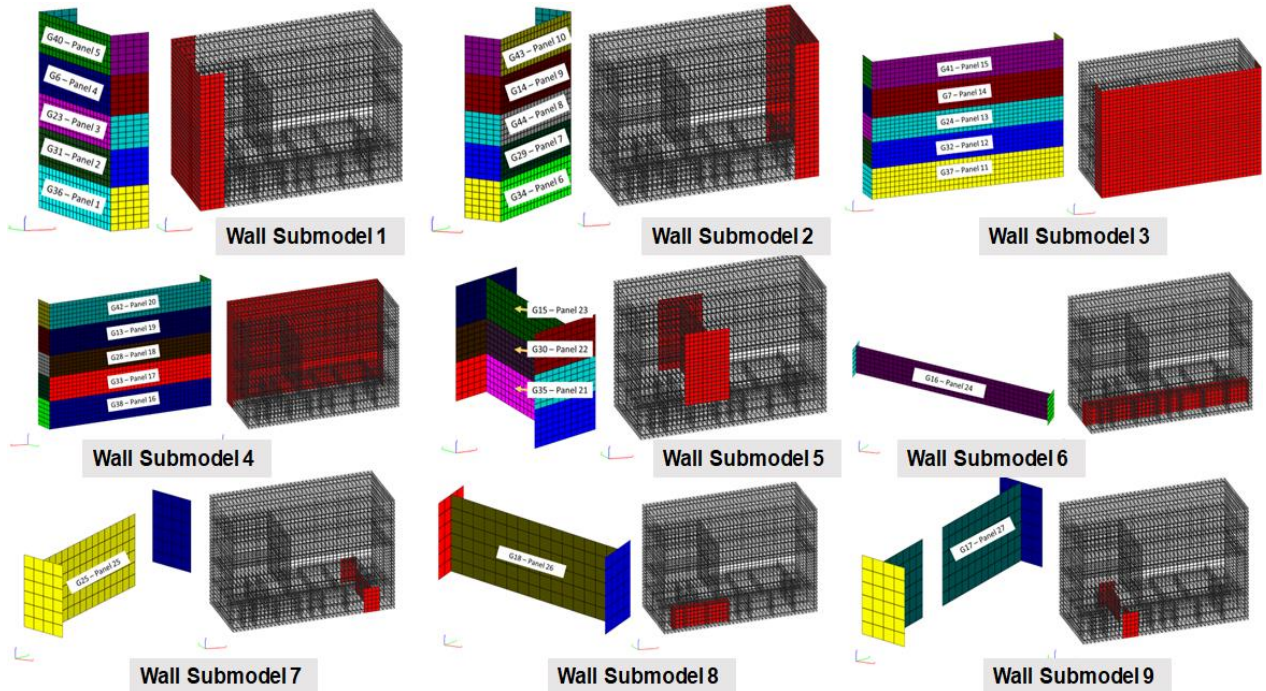 G40 – Panel 5
G6 – Panel 4
G23 – Panel 3
G31 – Panel 2
G36 – Panel 1
Wall Submodel 1
G43 – Panel 10
G14 – Panel 9
G44 – Panel 8
G29 – Panel 7
G34 – Panel 6
Wall Submodel 2
G41 – Panel 15
G7 – Panel 14
G24 – Panel 13
G32 – Panel 12
G37 – Panel 11
Wall Submodel 3
G42 – Panel 20
G13 – Panel 19
G28 – Panel 18
G33 – Panel 17
G38 – Panel 16
Wall Submodel 4
G15 – Panel 23
G30 – Panel 22
G35 – Panel 21
Wall Submodel 5
G16 – Panel 24
Wall Submodel 6
G25 – Panel 25
Wall Submodel 7
G18 – Panel 26
Wall Submodel 8
G17 – Panel 27
Wall Submodel 9